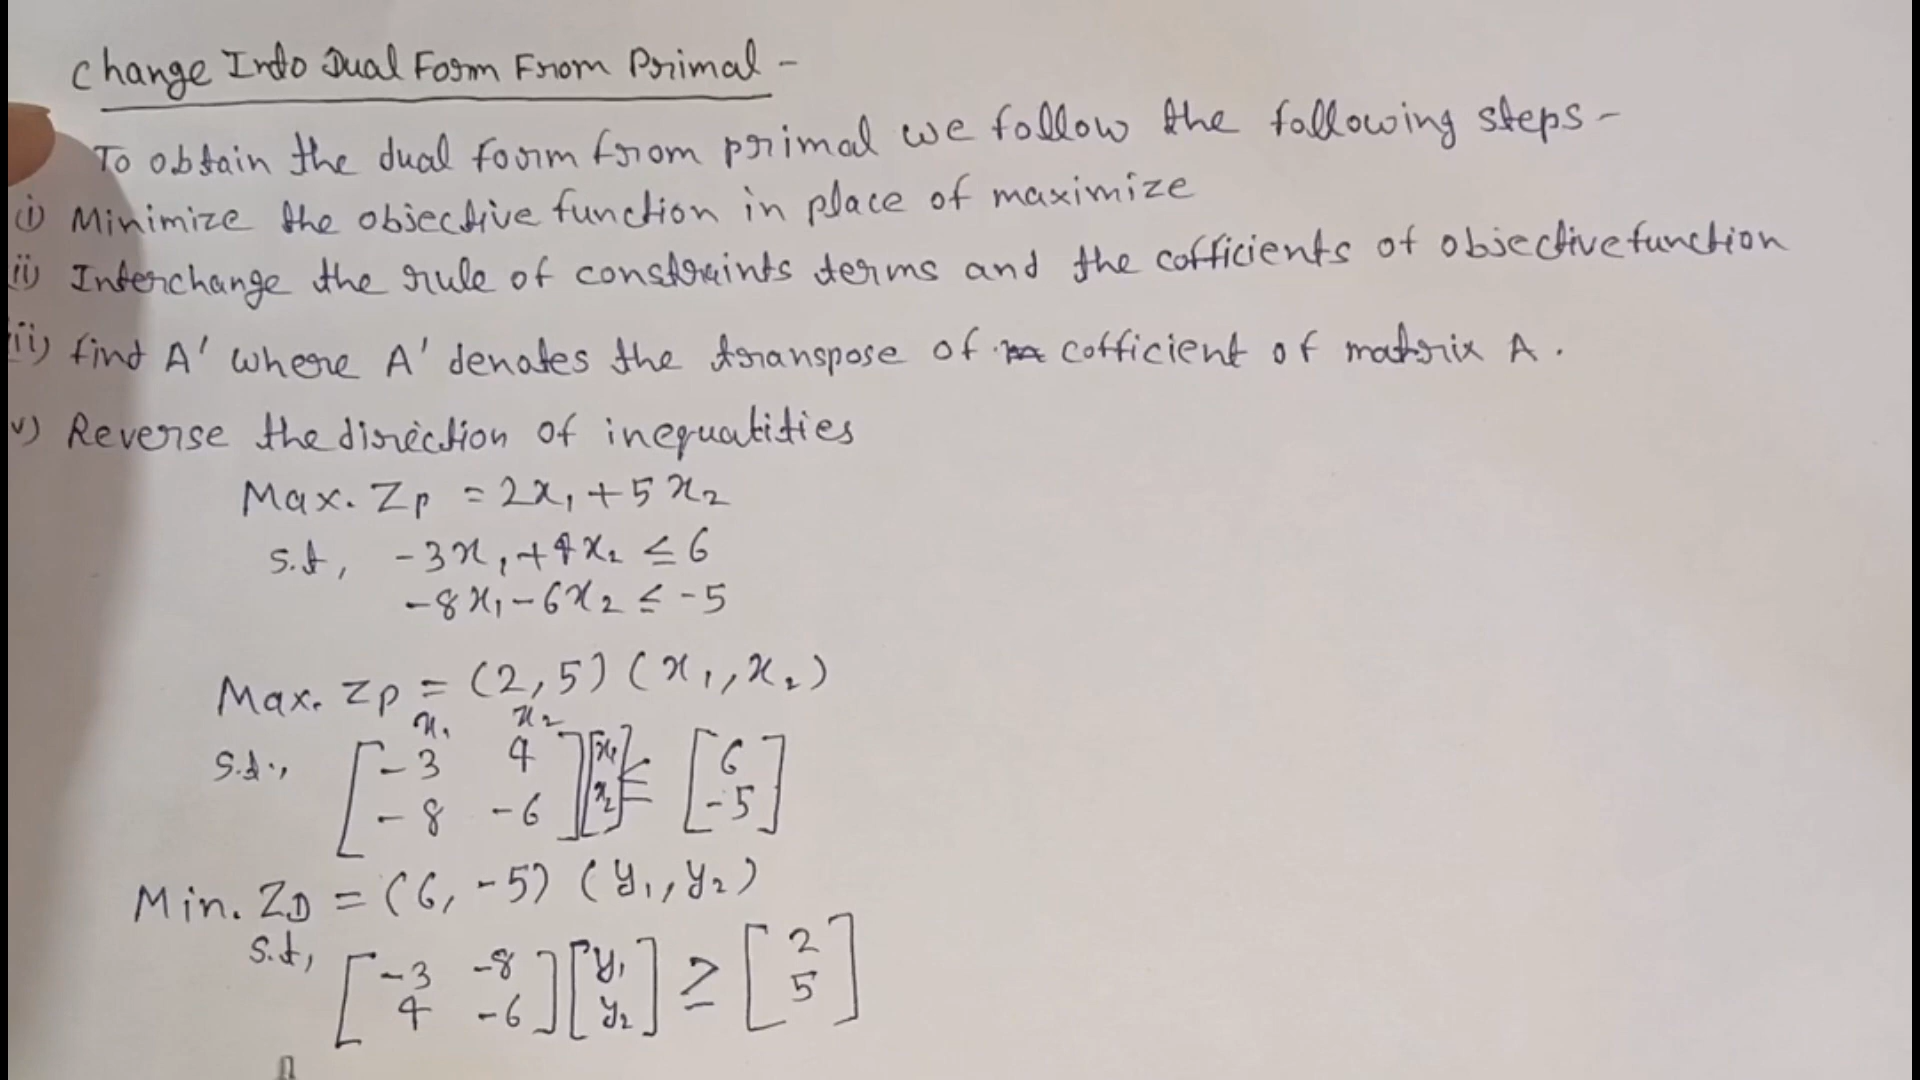 Change Into Dual Form From Primal -
To obtain the dual form from primal we follow the following steps -
(i) Minimize the objective function in place of maximize
(ii) Interchange the rule of constraints terms and the cofficients of objective function
iii) find A' where A' denotes the transpose of cofficient of matrix A.
v) Reverse the direction of inequalities
Max. Zp = 2x₁ + 5x₂
s.t, -3x₁ + 4x₂ ≤ 6
-8x₁ - 6x₂ ≤ -5
Max. Zp = (2, 5) (x₁, x₂)
x₁ x₂
s.t., [-3 4] [x₁] ≤ [6]
[-8 -6] [x₂] [-5]
Min. ZD = (6, -5) (y₁, y₂)
s.t, [-3 -8] [y₁] ≥ [2]
[4 -6] [y₂] [5]